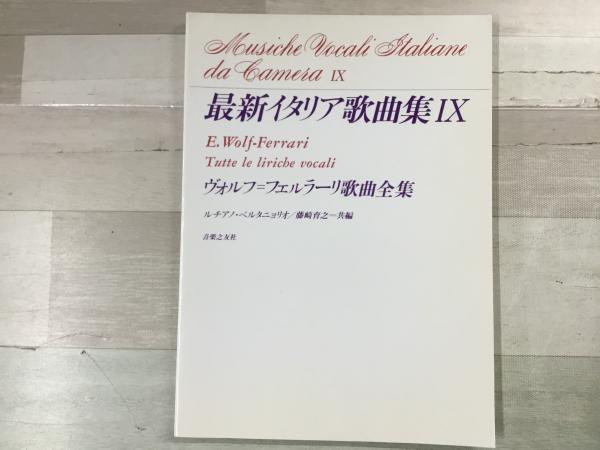 Musiche Vocali Italiane
da Camera IX
最新イタリア歌曲集IX
E. Wolf-Ferrari
Tutte le liriche vocali
ヴォルフ=フェルラーリ歌曲全集
ルチアノ・ベルタニョリオ／藤崎育之―共編
音楽之友社